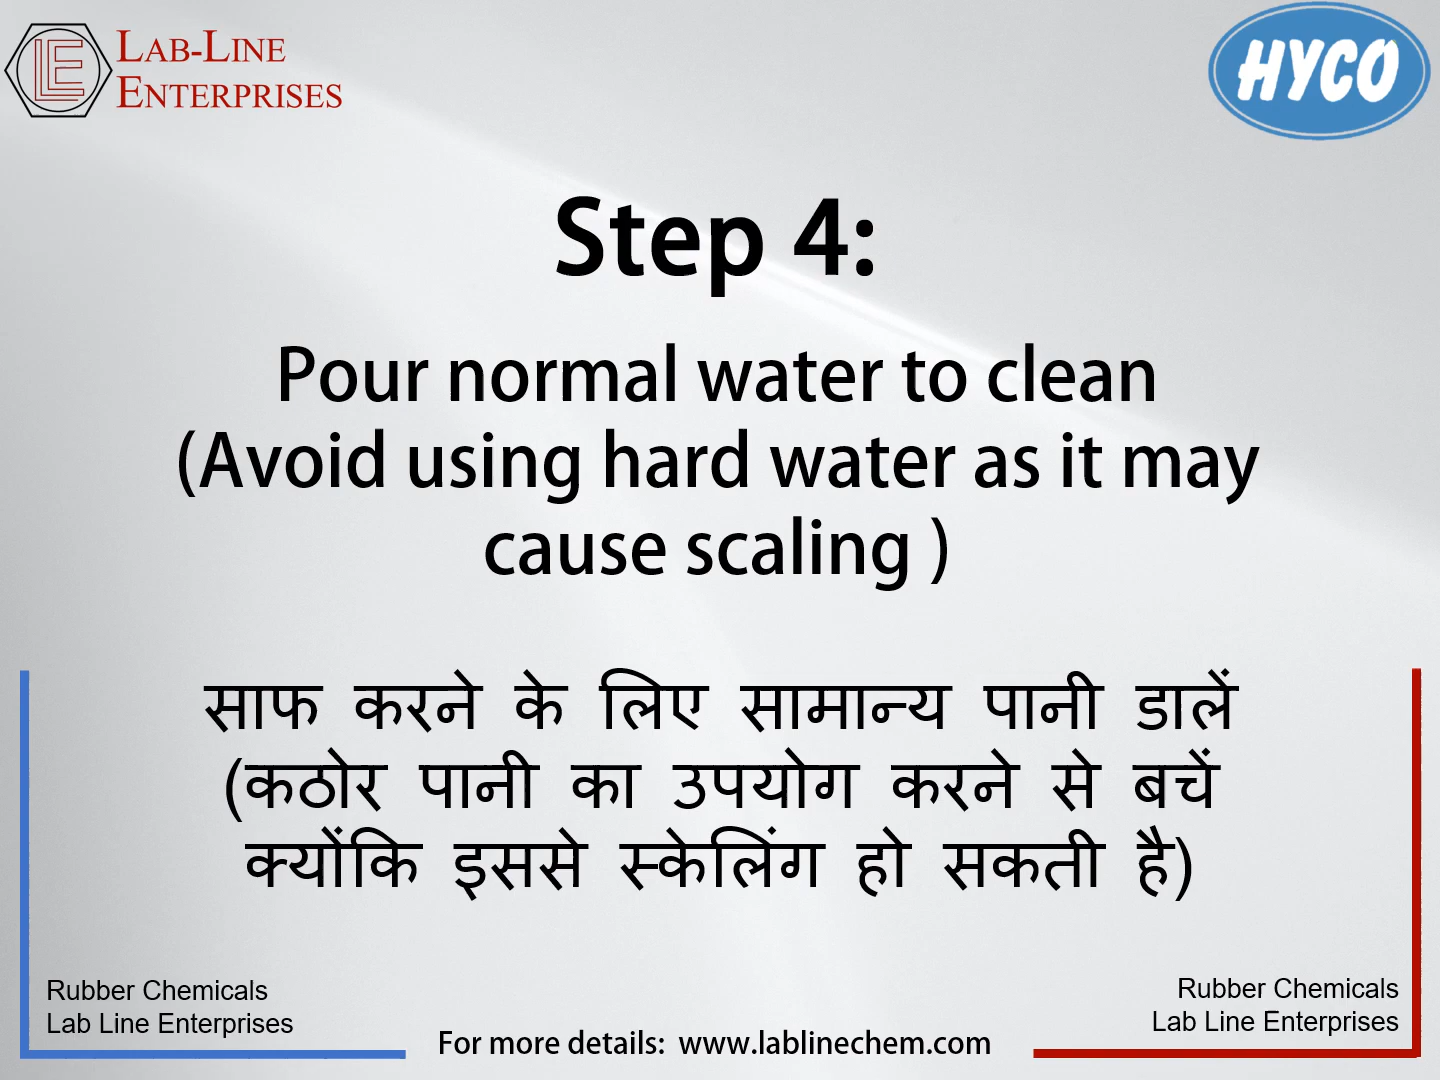 LAB-LINE
ENTERPRISES
HYCO
Step 4:
Pour normal water to clean
(Avoid using hard water as it may
cause scaling )
साफ करने के लिए सामान्य पानी डालें
(कठोर पानी का उपयोग करने से बचें
क्योंकि इससे स्केलिंग हो सकती है)
Rubber Chemicals
Lab Line Enterprises
For more details: www.lablinechem.com
Rubber Chemicals
Lab Line Enterprises